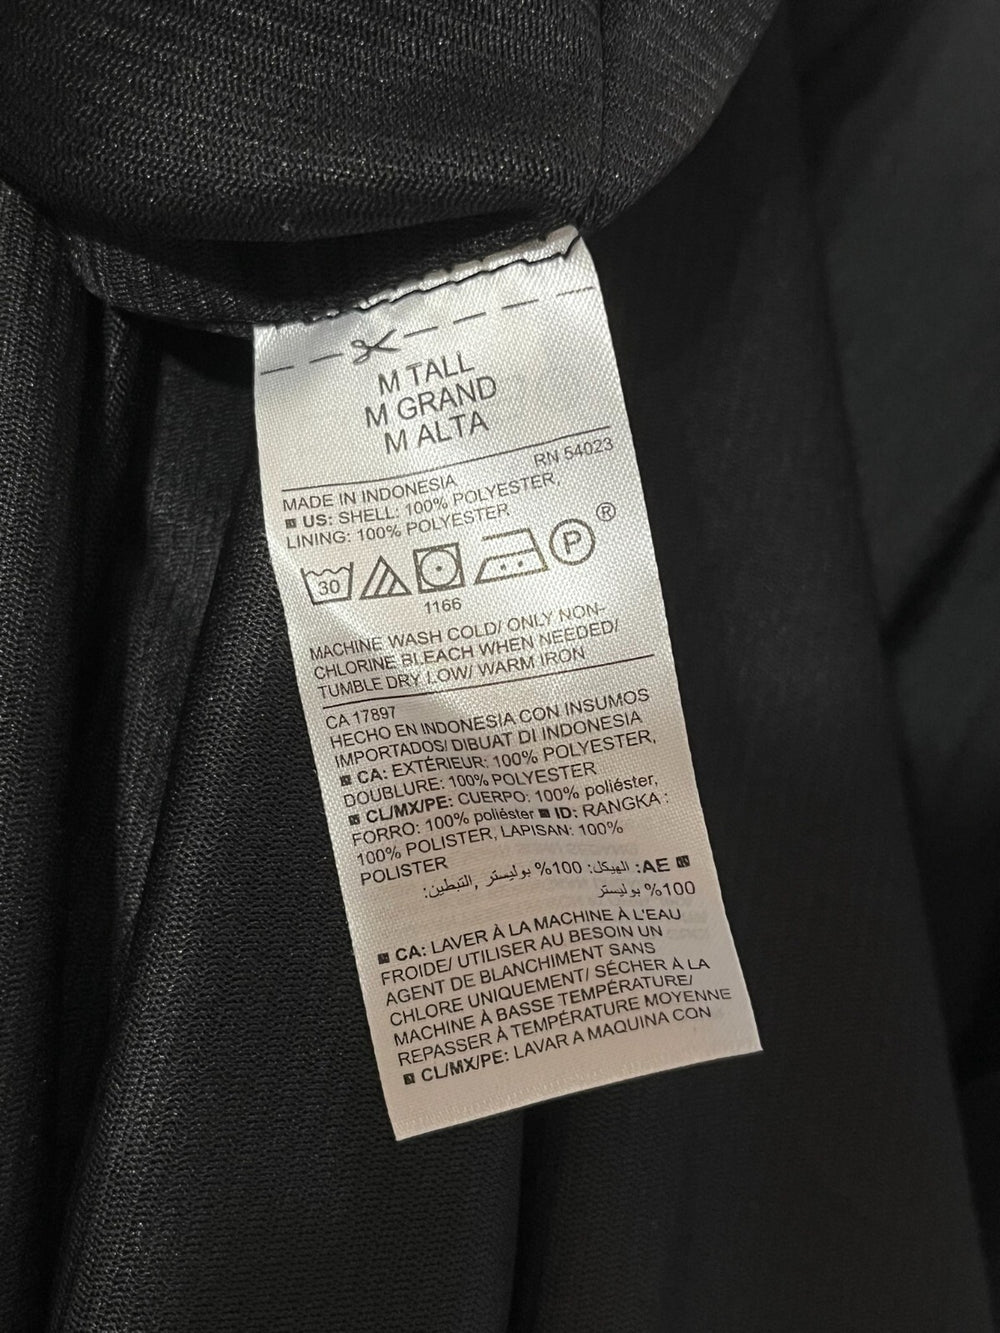 M TALL
M GRAND
M ALTA
RN 54023
MADE IN INDONESIA
US: SHELL: 100% POLYESTER,
LINING: 100% POLYESTER
30 P ®
1166
MACHINE WASH COLD/ ONLY NON-
CHLORINE BLEACH WHEN NEEDED/
TUMBLE DRY LOW/ WARM IRON
CA 17897
HECHO EN INDONESIA CON INSUMOS
IMPORTADOS/ DIBUAT DI INDONESIA
CA: EXTÉRIEUR: 100% POLYESTER,
DOUBLURE: 100% POLYESTER
CL/MX/PE: CUERPO: 100% poliéster,
FORRO: 100% poliéster ID: RANGKA :
100% POLISTER, LAPISAN: 100%
POLISTER
AE: الهيكل: 100% بوليستر ,التبطين:
100% بوليستر
CA: LAVER À LA MACHINE À L'EAU
FROIDE/ UTILISER AU BESOIN UN
AGENT DE BLANCHIMENT SANS
CHLORE UNIQUEMENT/ SÉCHER À LA
MACHINE À BASSE TEMPÉRATURE/
REPASSER À TEMPÉRATURE MOYENNE
CL/MX/PE: LAVAR A MAQUINA CON